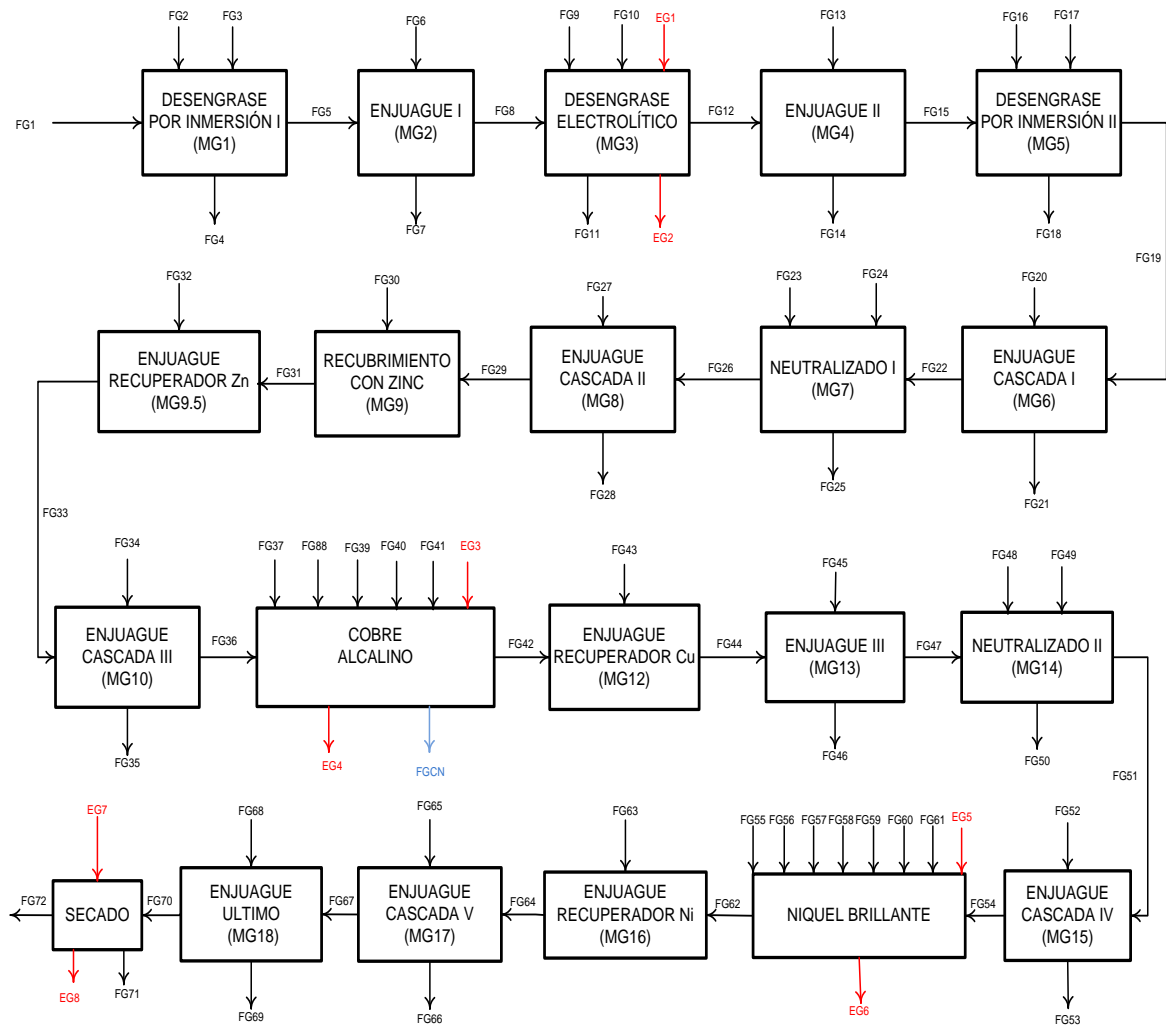 FG2
FG3
FG6
FG9
FG10
EG1
FG13
FG16
FG17
FG1
DESENGRASE
POR INMERSIÓN I
(MG1)
FG5
ENJUAGUE I
(MG2)
FG8
DESENGRASE
ELECTROLÍTICO
(MG3)
FG12
ENJUAGUE II
(MG4)
FG15
DESENGRASE
POR INMERSIÓN II
(MG5)
FG4
FG7
FG11
EG2
FG14
FG18
FG19
FG32
FG30
FG27
FG23
FG24
FG20
ENJUAGUE
RECUPERADOR Zn
(MG9.5)
FG31
RECUBRIMIENTO
CON ZINC
(MG9)
FG29
ENJUAGUE
CASCADA II
(MG8)
FG26
NEUTRALIZADO I
(MG7)
FG22
ENJUAGUE
CASCADA I
(MG6)
FG28
FG25
FG21
FG33
FG34
FG37
FG88
FG39
FG40
FG41
EG3
FG43
FG45
FG48
FG49
ENJUAGUE
CASCADA III
(MG10)
FG36
COBRE
ALCALINO
FG42
ENJUAGUE
RECUPERADOR Cu
(MG12)
FG44
ENJUAGUE III
(MG13)
FG47
NEUTRALIZADO II
(MG14)
FG35
EG4
FGCN
FG46
FG50
FG51
EG7
FG68
FG65
FG63
FG55
FG56
FG57
FG58
FG59
FG60
FG61
EG5
FG52
FG72
SECADO
FG70
ENJUAGUE
ULTIMO
(MG18)
FG67
ENJUAGUE
CASCADA V
(MG17)
FG64
ENJUAGUE
RECUPERADOR Ni
(MG16)
FG62
NIQUEL BRILLANTE
FG54
ENJUAGUE
CASCADA IV
(MG15)
EG8
FG71
FG69
FG66
EG6
FG53